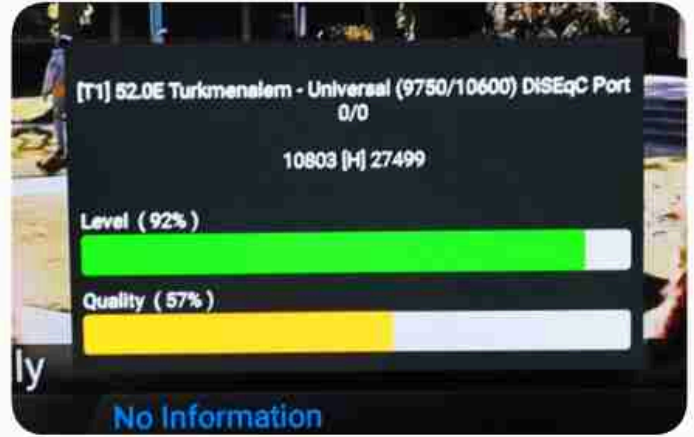 [T1] 52.0E Turkmenalem - Universal (9750/10600) DiSEqC Port
0/0
10803 [H] 27499
Level ( 92% )
Quality ( 57% )
ly
No Information